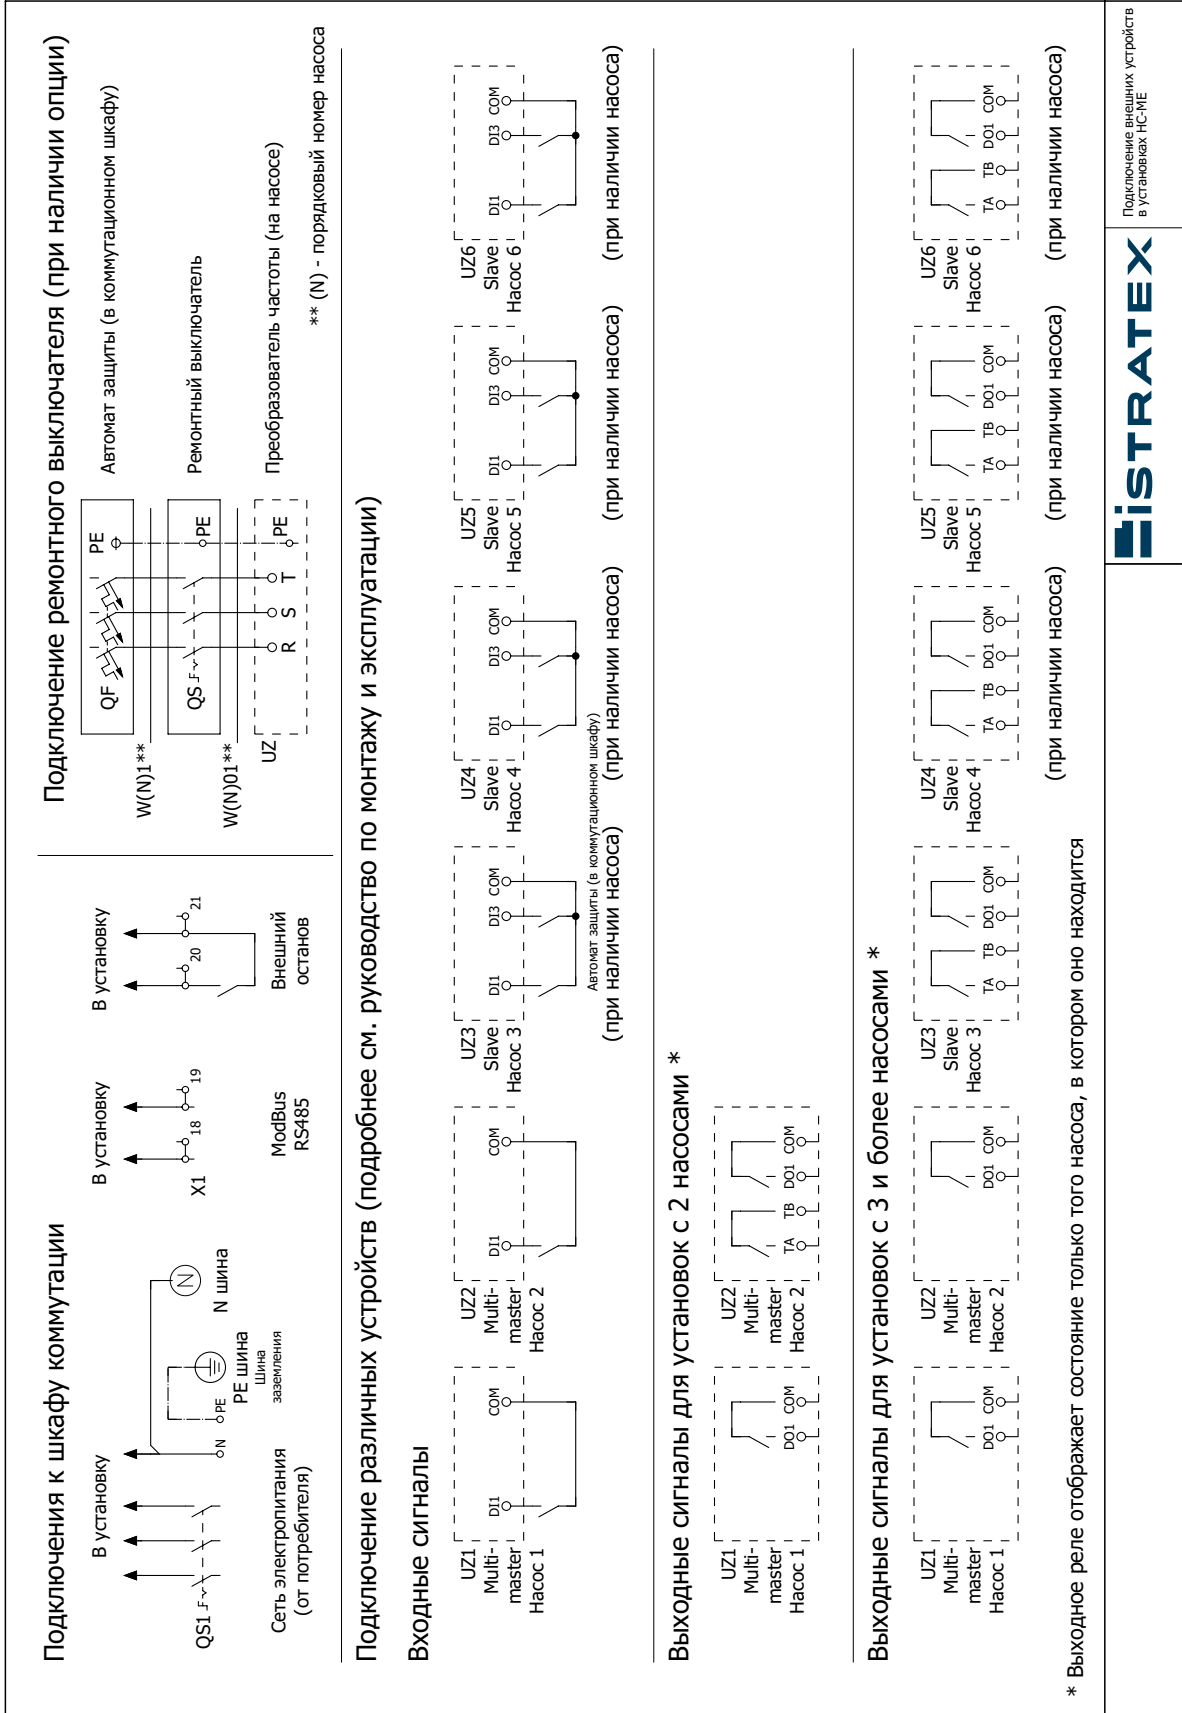 Подключения к шкафу коммутации
В установку
QS1
N
PE
PE шина
Шина
заземления
N
N шина
Сеть электропитания
(от потребителя)
В установку
X1
18
19
ModBus
RS485
В установку
20
21
Внешний
останов
Подключение ремонтного выключателя (при наличии опции)
QF
PE
Автомат защиты (в коммутационном шкафу)
W(N)1**
QS
PE
Ремонтный выключатель
W(N)01**
UZ
R
S
T
PE
Преобразователь частоты (на насосе)
** (N) - порядковый номер насоса
Подключение различных устройств (подробнее см. руководство по монтажу и эксплуатации)
Входные сигналы
UZ1
Multi-
master
Насос 1
DI1
COM
UZ2
Multi-
master
Насос 2
DI1
COM
UZ3
Slave
Насос 3
DI1
DI3
COM
Автомат защиты (в коммутационном шкафу)
(при наличии насоса)
UZ4
Slave
Насос 4
DI1
DI3
COM
(при наличии насоса)
UZ5
Slave
Насос 5
DI1
DI3
COM
(при наличии насоса)
UZ6
Slave
Насос 6
DI1
DI3
COM
(при наличии насоса)
Выходные сигналы для установок с 2 насосами *
UZ1
Multi-
master
Насос 1
DO1
COM
UZ2
Multi-
master
Насос 2
TA
TB
DO1
COM
Выходные сигналы для установок с 3 и более насосами *
UZ1
Multi-
master
Насос 1
DO1
COM
UZ2
Multi-
master
Насос 2
DO1
COM
UZ3
Slave
Насос 3
TA
TB
DO1
COM
UZ4
Slave
Насос 4
TA
TB
DO1
COM
(при наличии насоса)
UZ5
Slave
Насос 5
TA
TB
DO1
COM
(при наличии насоса)
UZ6
Slave
Насос 6
TA
TB
DO1
COM
(при наличии насоса)
* Выходное реле отображает состояние только того насоса, в котором оно находится
iSTRATEX
Подключение внешних устройств
в установках HC-ME